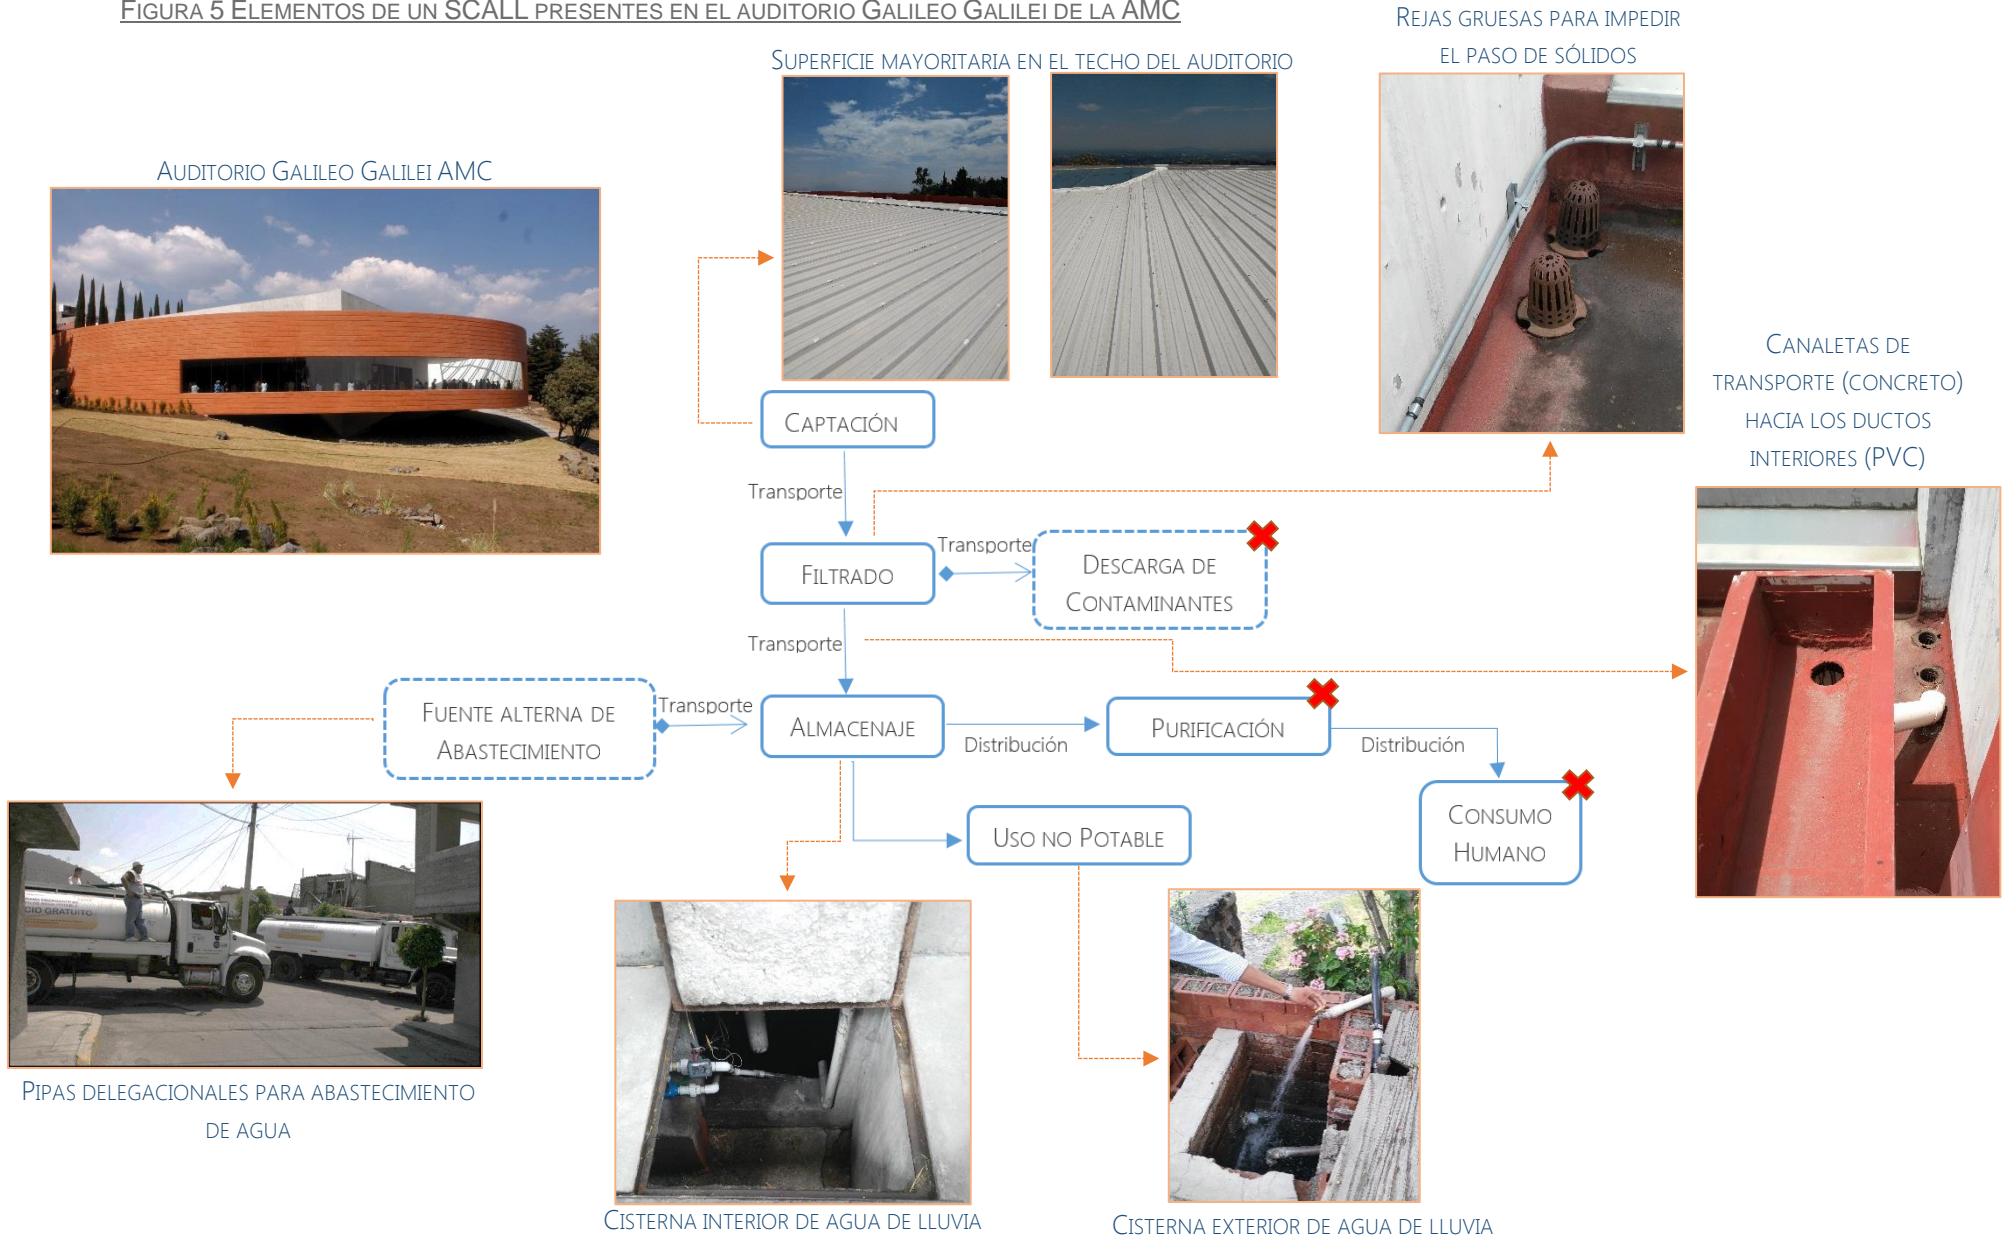 FIGURA 5 ELEMENTOS DE UN SCALL PRESENTES EN EL AUDITORIO GALILEO GALILEI DE LA AMC
REJAS GRUESAS PARA IMPEDIR
EL PASO DE SÓLIDOS
SUPERFICIE MAYORITARIA EN EL TECHO DEL AUDITORIO
AUDITORIO GALILEO GALILEI AMC
CANALETAS DE
TRANSPORTE (CONCRETO)
HACIA LOS DUCTOS
INTERIORES (PVC)
CAPTACIÓN
Transporte
FILTRADO
Transporte
DESCARGA DE
CONTAMINANTES
Transporte
FUENTE ALTERNA DE
ABASTECIMIENTO
Transporte
ALMACENAJE
Distribución
PURIFICACIÓN
Distribución
CONSUMO
HUMANO
USO NO POTABLE
CIO GRATUITO
PIPAS DELEGACIONALES PARA ABASTECIMIENTO
DE AGUA
CISTERNA INTERIOR DE AGUA DE LLUVIA
CISTERNA EXTERIOR DE AGUA DE LLUVIA